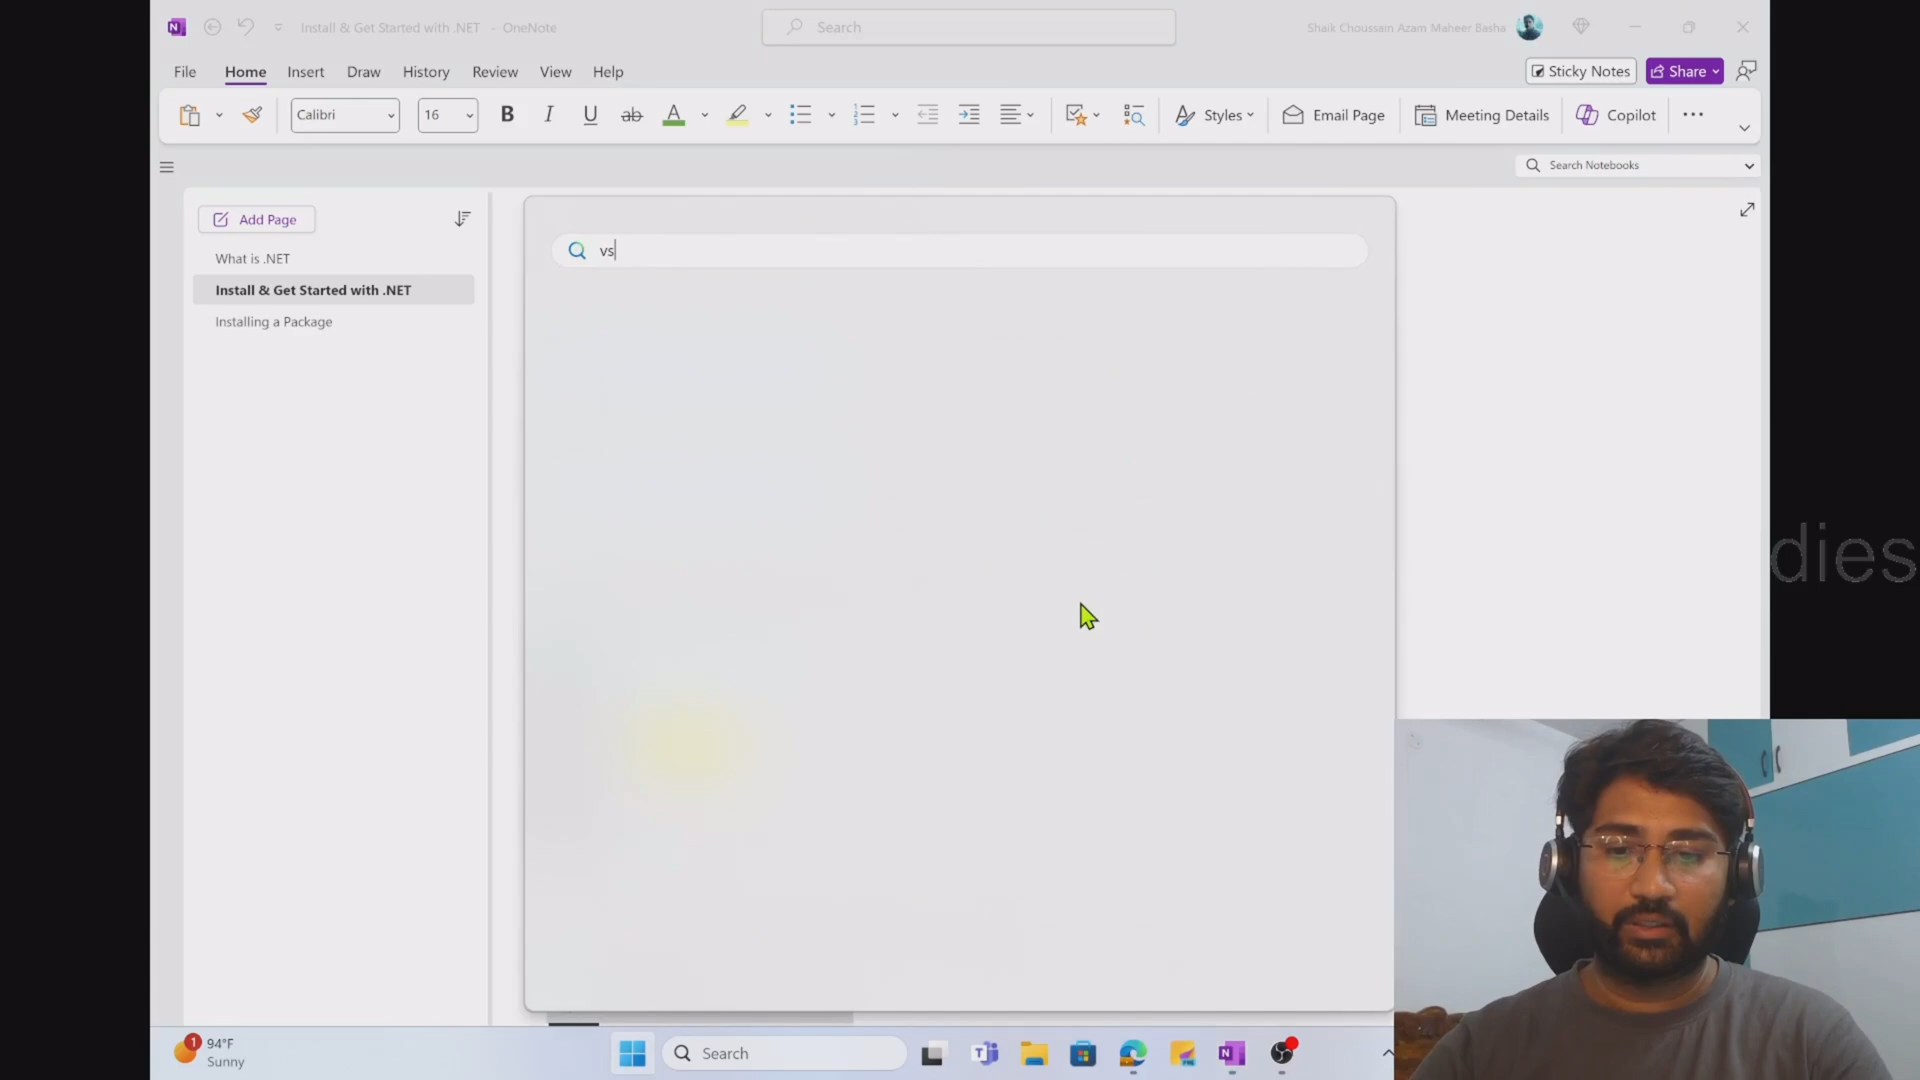 Install & Get Started with .NET - OneNote
Search
Shaik Choussain Azam Maheer Basha
File Home Insert Draw History Review View Help
Sticky Notes
Share
Calibri
16
B I U ab A
Styles
Email Page
Meeting Details
Copilot
Search Notebooks
Add Page
What is .NET
Install & Get Started with .NET
Installing a Package
vs
dies
1
94°F
Sunny
Search